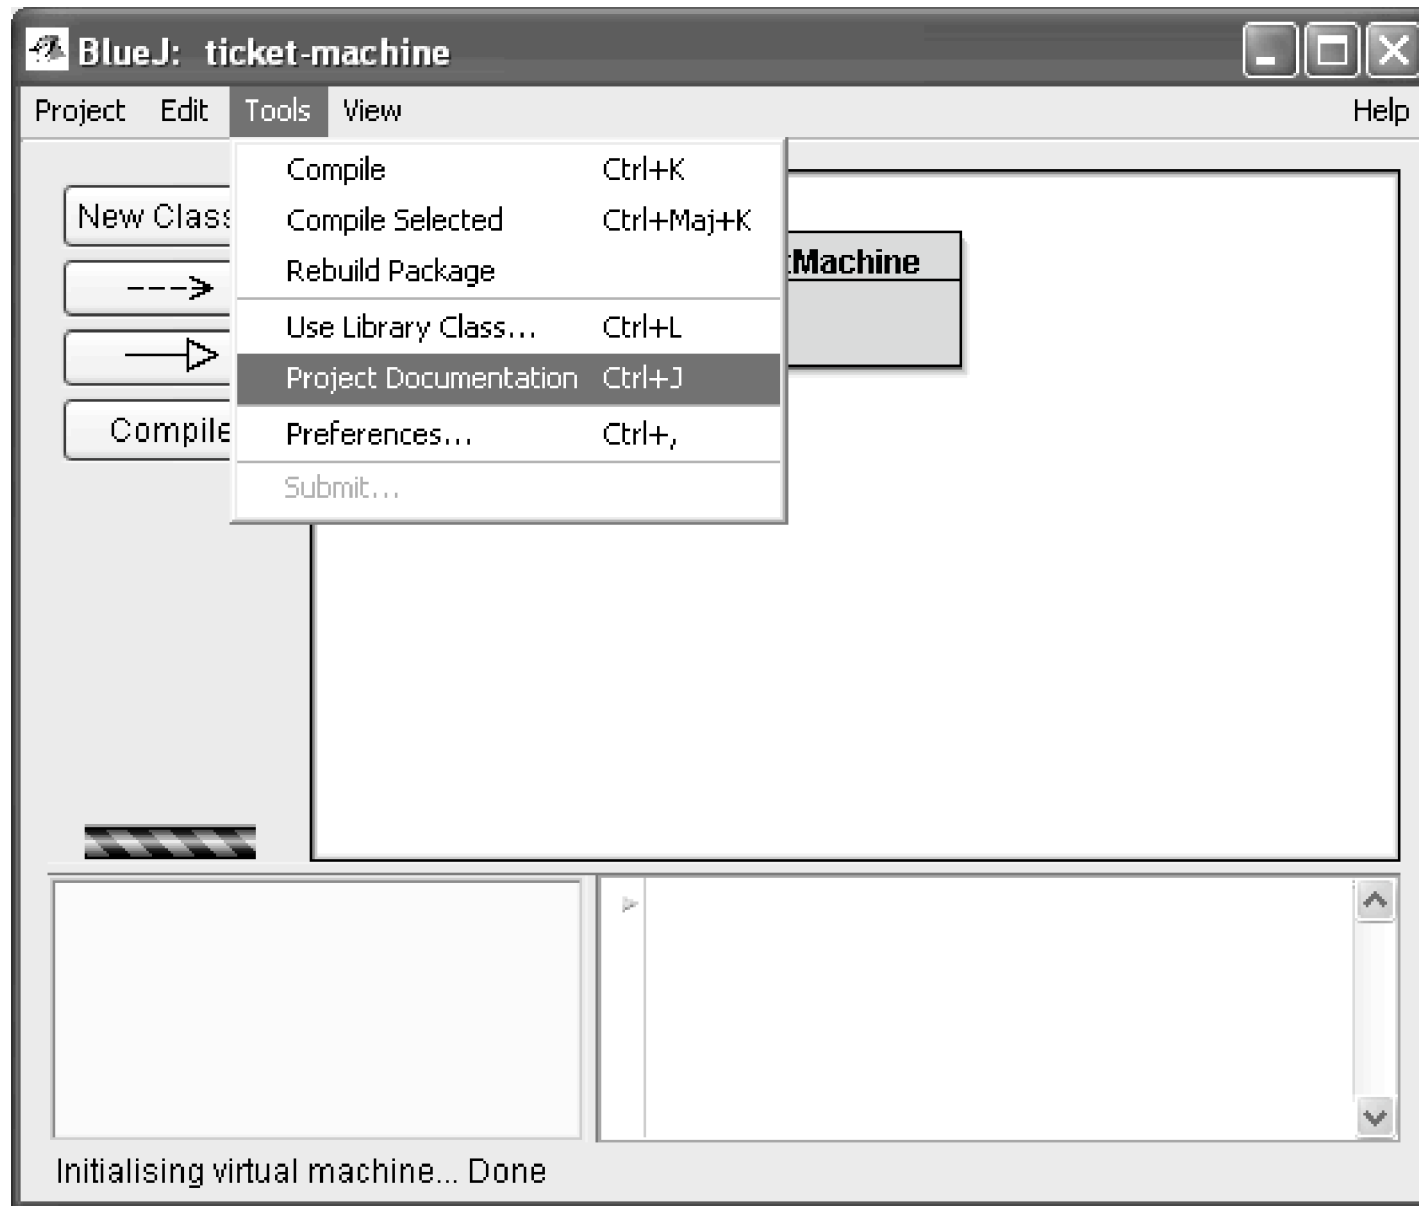 BlueJ: ticket-machine
Project Edit Tools View Help
Compile Ctrl+K
Compile Selected Ctrl+Maj+K
Rebuild Package
Use Library Class... Ctrl+L
Project Documentation Ctrl+J
Preferences... Ctrl+,
Submit...
New Class
Compile
Machine
Initialising virtual machine... Done